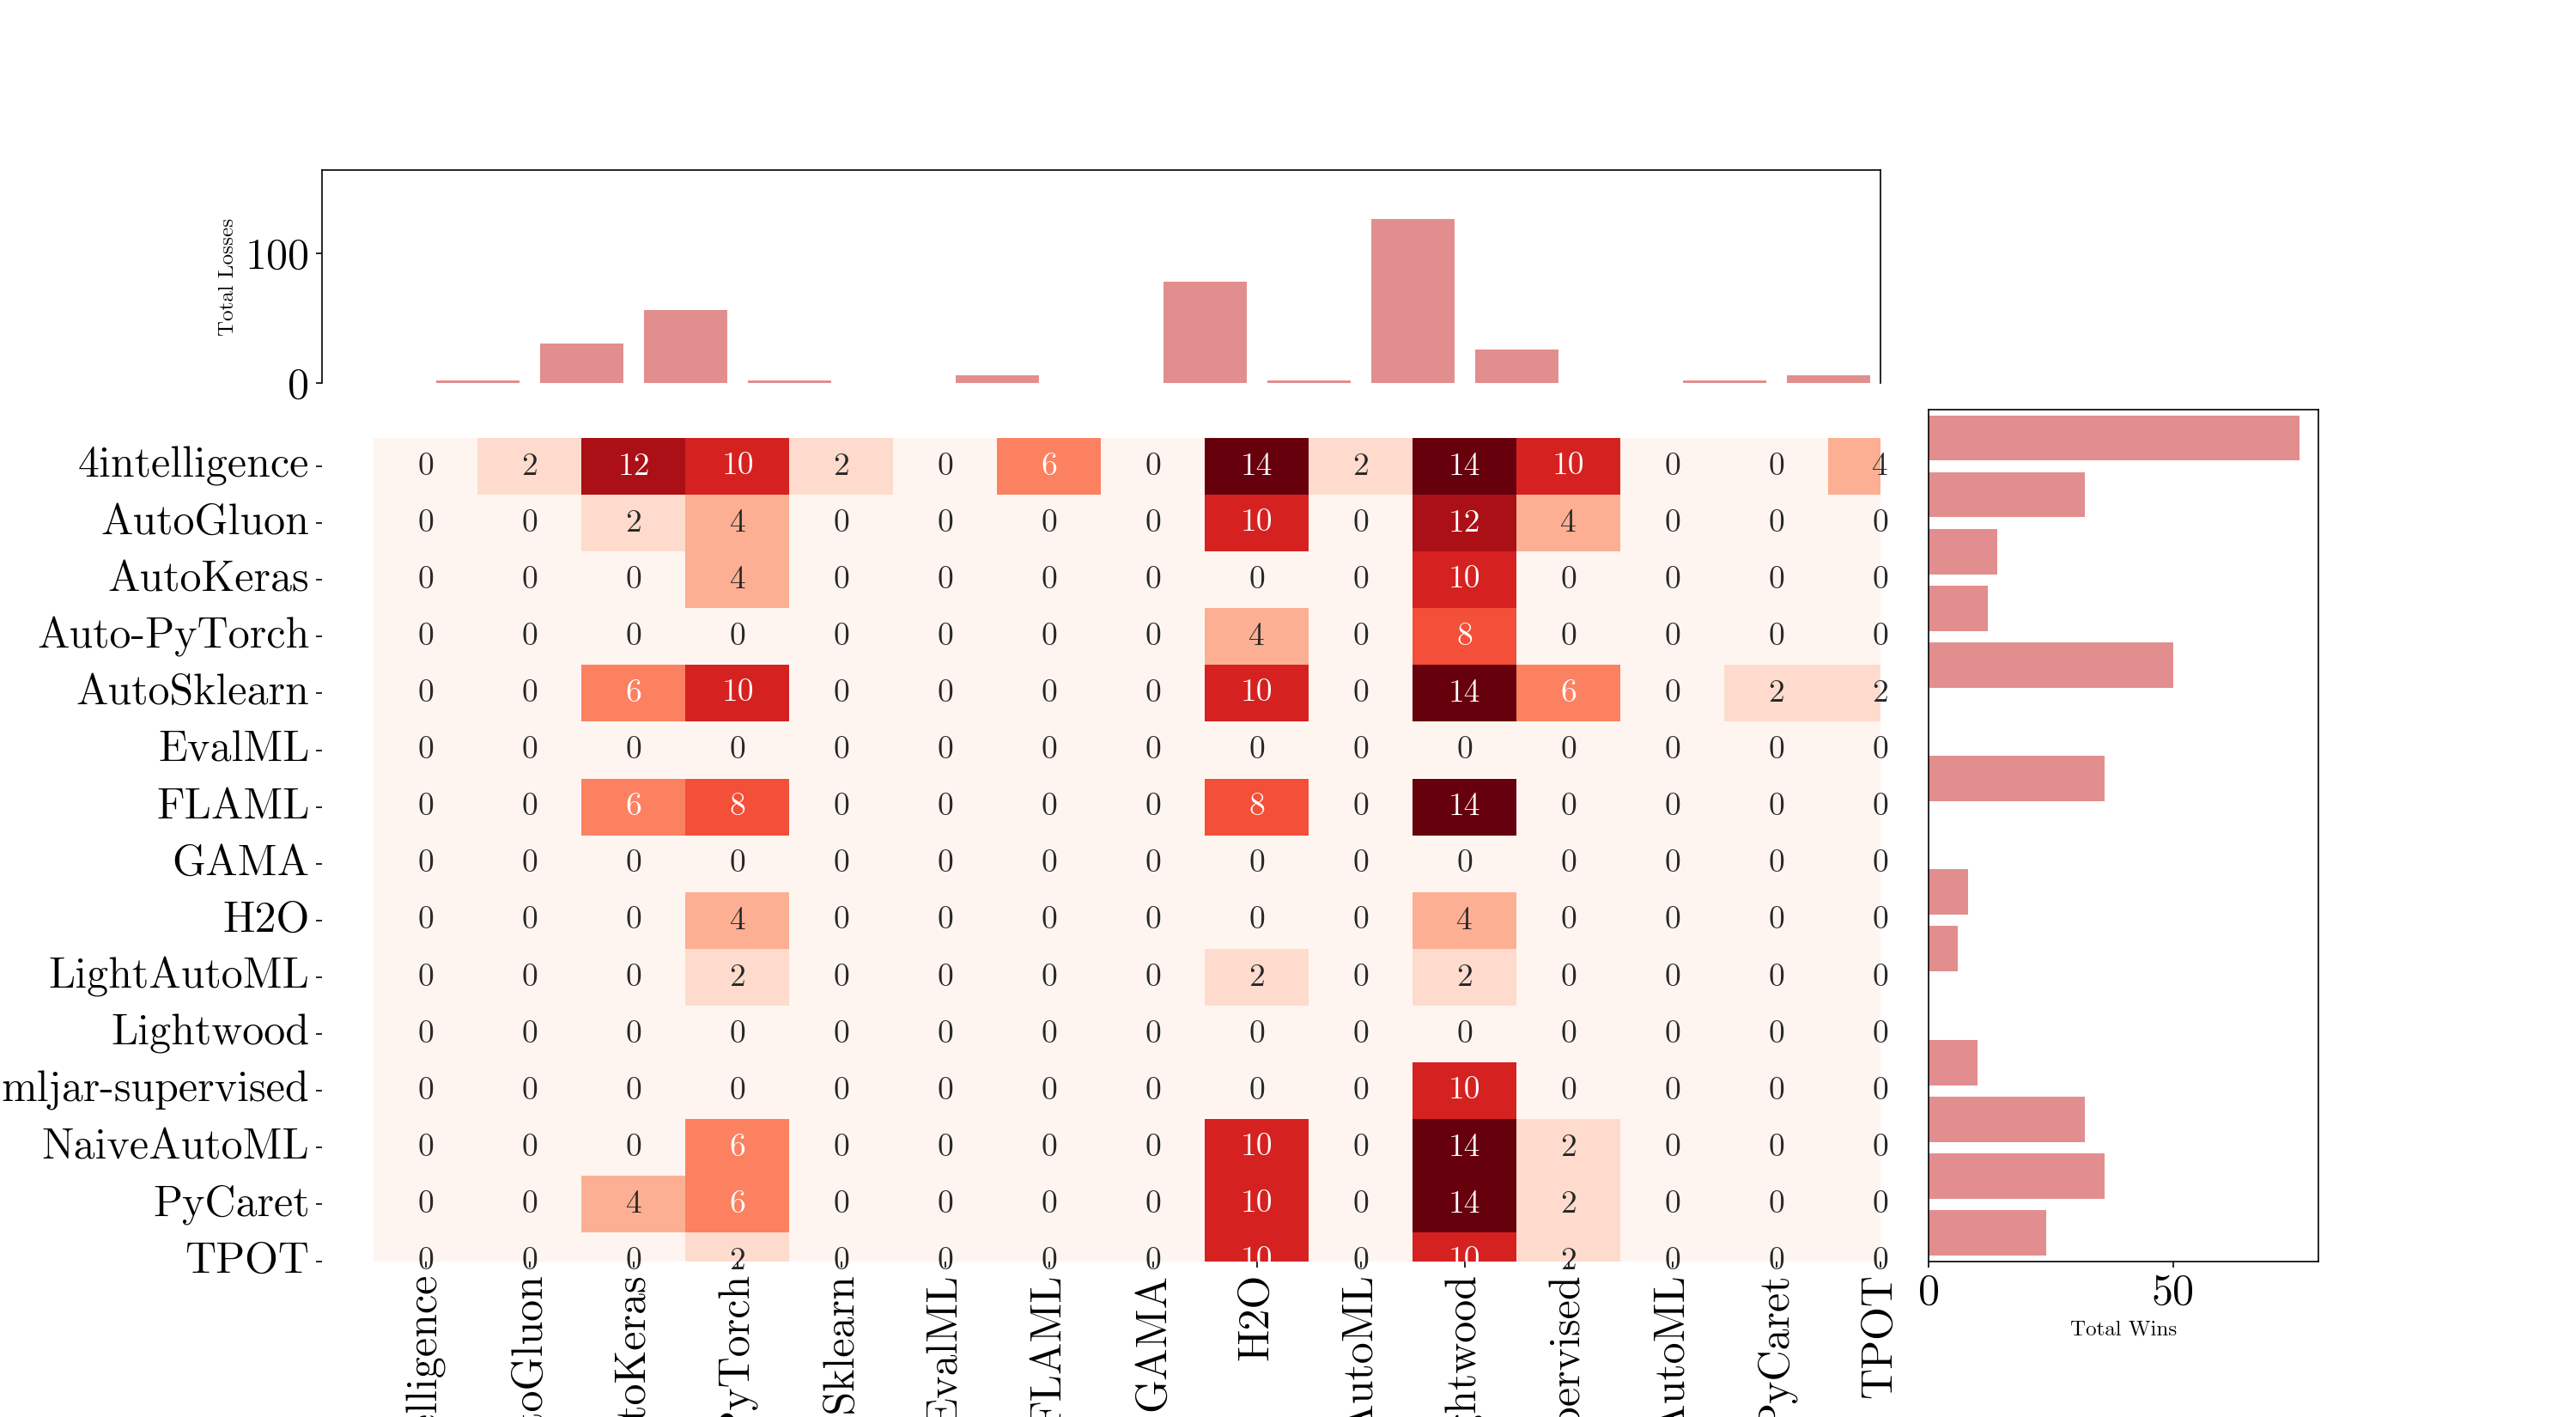 Total Losses
100
0
4intelligence 0 2 12 10 2 0 6 0 14 2 14 10 0 0 4
AutoGluon 0 0 2 4 0 0 0 0 10 0 12 4 0 0 0
AutoKeras 0 0 0 4 0 0 0 0 0 0 10 0 0 0 0
Auto-PyTorch 0 0 0 0 0 0 0 0 4 0 8 0 0 0 0
AutoSklearn 0 0 6 10 0 0 0 0 10 0 14 6 0 2 2
EvalML 0 0 0 0 0 0 0 0 0 0 0 0 0 0 0
FLAML 0 0 6 8 0 0 0 0 8 0 14 0 0 0 0
GAMA 0 0 0 0 0 0 0 0 0 0 0 0 0 0 0
H2O 0 0 0 4 0 0 0 0 0 0 4 0 0 0 0
LightAutoML 0 0 0 2 0 0 0 0 2 0 2 0 0 0 0
Lightwood 0 0 0 0 0 0 0 0 0 0 0 0 0 0 0
mljar-supervised 0 0 0 0 0 0 0 0 0 0 10 0 0 0 0
NaiveAutoML 0 0 0 6 0 0 0 0 10 0 14 2 0 0 0
PyCaret 0 0 4 6 0 0 0 0 10 0 14 2 0 0 0
TPOT 0 0 0 2 0 0 0 0 10 0 10 2 0 0 0
elligence
toGluon
toKeras
PyTorch
Sklearn
EvalML
FLAML
GAMA
H2O
AutoML
ghtwood
pervised
AutoML
PyCaret
TPOT
0 50
Total Wins